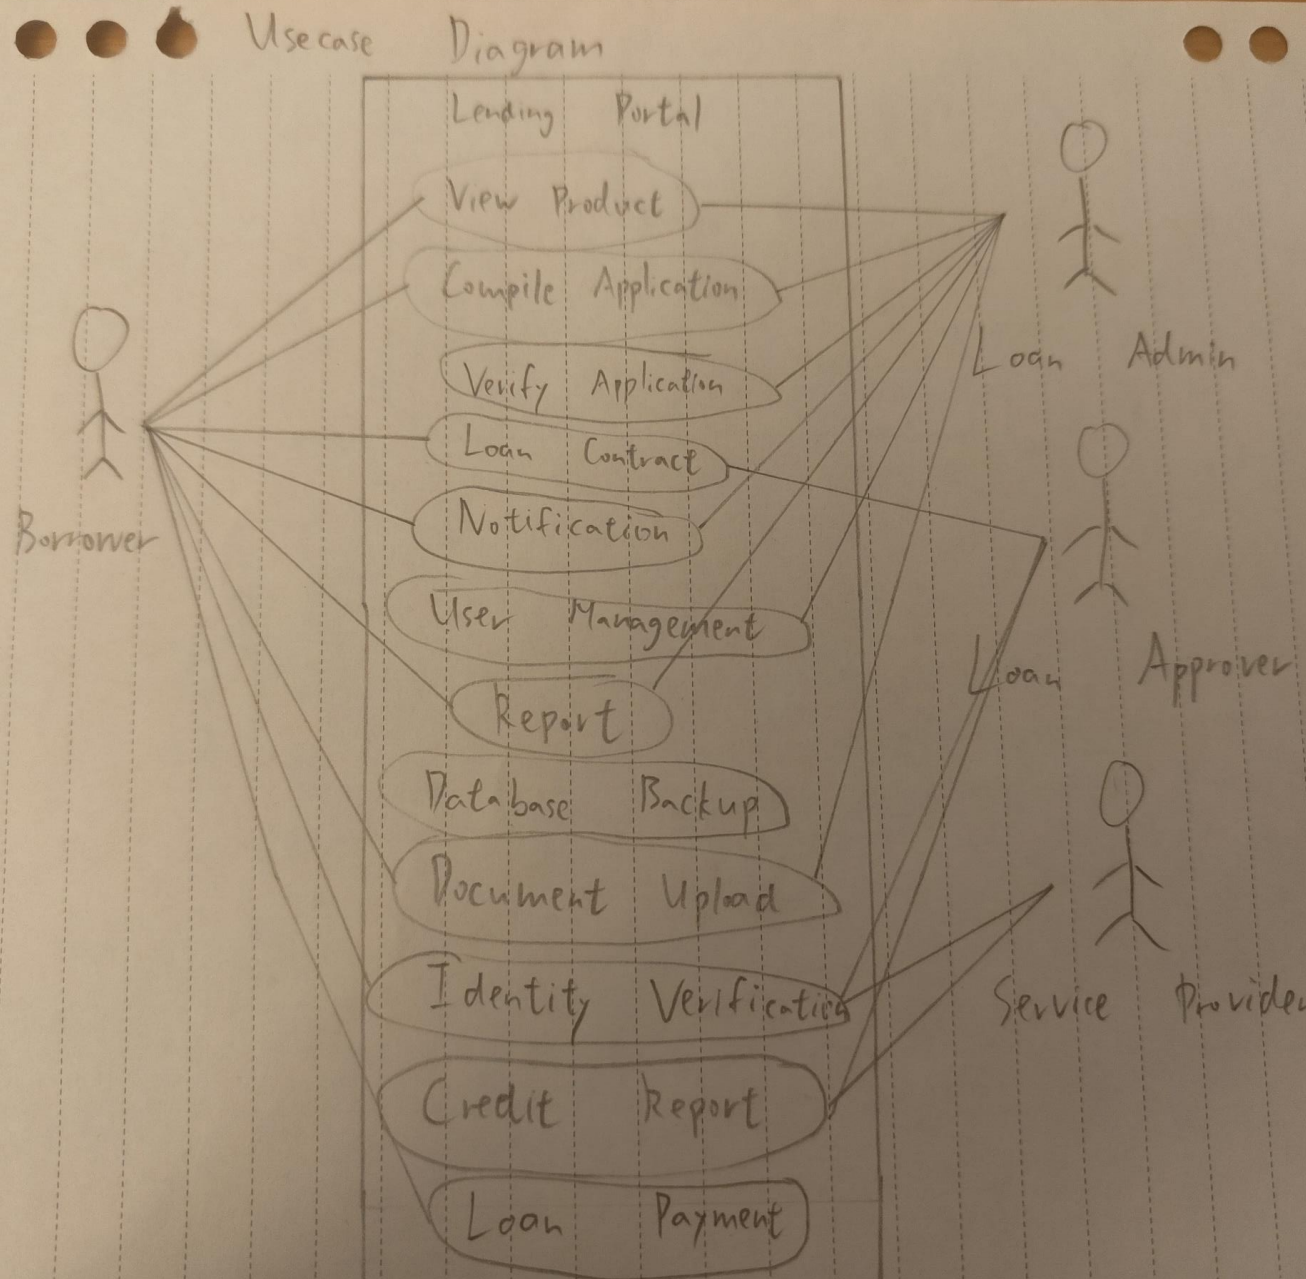 Usecase Diagram
Lending Portal
View Product
Compile Application
Verify Application
Loan Contract
Notification
User Management
Report
Database Backup
Document Upload
Identity Verification
Credit Report
Loan Payment
Borrower
Loan Admin
Loan Approver
Service Provider